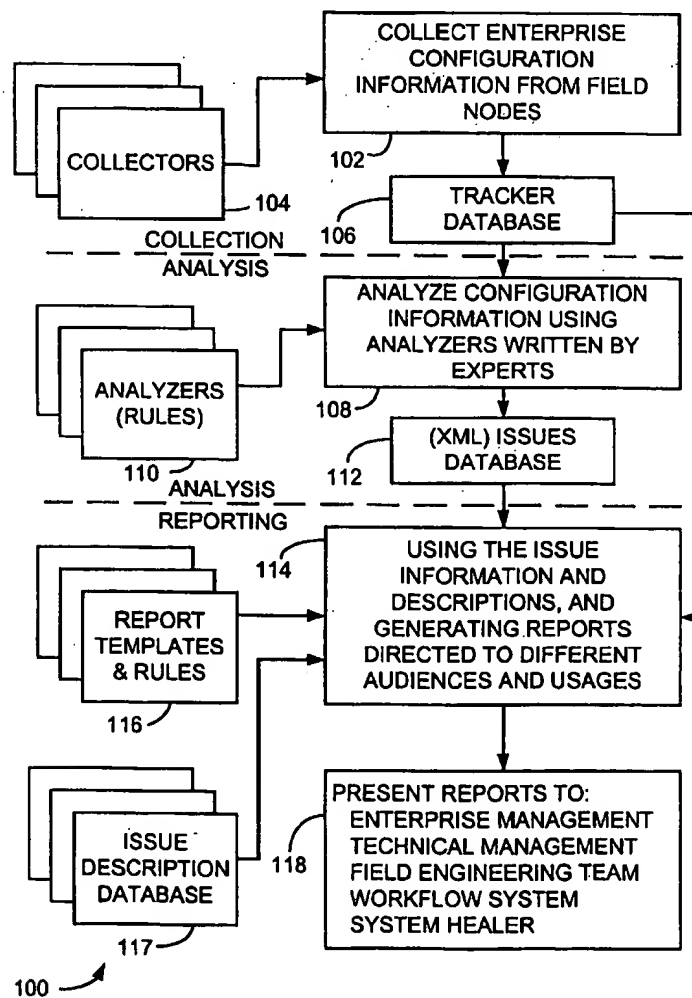 COLLECT ENTERPRISE
CONFIGURATION
INFORMATION FROM FIELD
NODES
102
COLLECTORS
104
TRACKER
DATABASE
106
COLLECTION
ANALYSIS
ANALYZE CONFIGURATION
INFORMATION USING
ANALYZERS WRITTEN BY
EXPERTS
108
ANALYZERS
(RULES)
110
(XML) ISSUES
DATABASE
112
ANALYSIS
REPORTING
114
USING THE ISSUE
INFORMATION AND
DESCRIPTIONS, AND
GENERATING REPORTS
DIRECTED TO DIFFERENT
AUDIENCES AND USAGES
REPORT
TEMPLATES
& RULES
116
ISSUE
DESCRIPTION
DATABASE
117
PRESENT REPORTS TO:
ENTERPRISE MANAGEMENT
TECHNICAL MANAGEMENT
FIELD ENGINEERING TEAM
WORKFLOW SYSTEM
SYSTEM HEALER
118
100